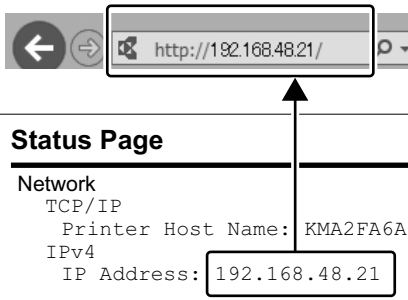 http://192.168.48.21/
Status Page
Network
TCP/IP
Printer Host Name: KMA2FA6A
IPv4
IP Address: 192.168.48.21